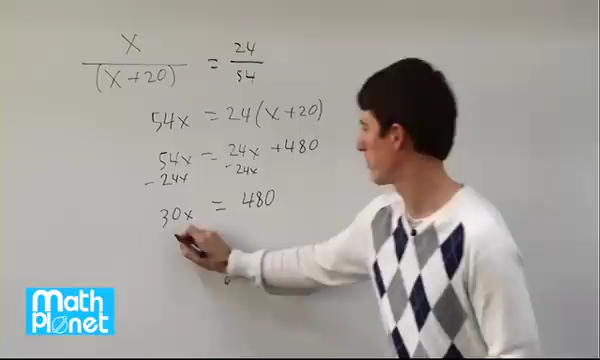 x/(x+20) = 24/54
54x = 24(x+20)
54x = 24x +480
-24x -24x
30x = 480
Math
Planet